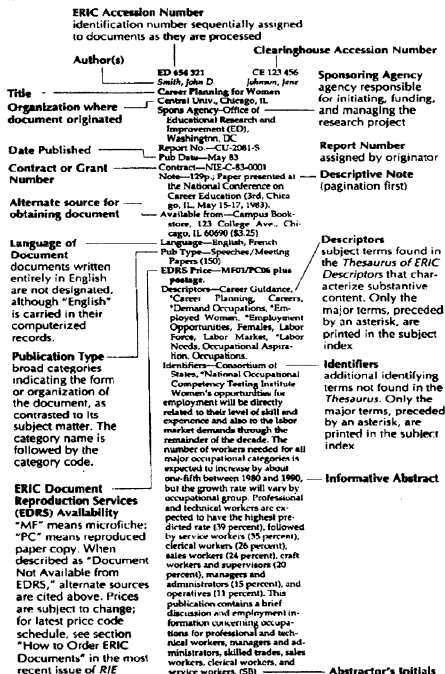 ERIC Accession Number
identification number sequentially assigned
to documents as they are processed
Clearinghouse Accession Number
Author(s)
ED 654 321
CE 123 456
Smith, John D.
Johnson, Jane
Title
Career Planning for Women
Organization where
document originated
Central Univ., Chicago, IL
Spons Agency—Office of
Educational Research and
Improvement (ED),
Washington, DC
Sponsoring Agency
agency responsible
for initiating, funding,
and managing the
research project
Date Published
Report No.—CU-2081-S
Pub Date—May 83
Report Number
assigned by originator
Contract or Grant
Number
Contract—NIE-C-83-0001
Note—129p.; Paper presented at
the National Conference on
Career Education (3rd, Chica
go, IL, May 15-17, 1983).
Descriptive Note
(pagination first)
Alternate source for
obtaining document
Available from—Campus Book-
store, 123 College Ave., Chi-
cago, IL 60690 ($3.25)
Language of
Document
documents written
entirely in English
are not designated,
although "English"
is carried in their
computerized
records.
Language—English, French
Pub Type—Speeches/Meeting
Papers (150)
EDRS Price—MF01/PC06 plus
postage.
Descriptors—Career Guidance,
*Career Planning, Careers,
*Demand Occupations, *Em-
ployed Women, *Employment
Opportunities, Females, Labor
Force, Labor Market, *Labor
Needs, Occupational Aspira-
tion, Occupations.
Descriptors
subject terms found in
the Thesaurus of ERIC
Descriptors that char-
acterize substantive
content. Only the
major terms, preceded
by an asterisk, are
printed in the subject
index
Publication Type
broad categories
indicating the form
or organization of
the document, as
contrasted to its
subject matter. The
category name is
followed by the
category code.
Identifiers—Consortium of
States, *National Occupational
Competency Testing Institute
Women's opportunities for
employment will be directly
related to their level of skill and
experience and also to the labor
market demands through the
remainder of the decade. The
number of workers needed for all
major occupational categories is
expected to increase by about
one-fifth between 1980 and 1990,
but the growth rate will vary by
occupational group. Professional
and technical workers are ex-
pected to have the highest pre-
dicted rate (39 percent), followed
by service workers (35 percent),
clerical workers (26 percent),
sales workers (24 percent), craft
workers and supervisors (20
percent), managers and
administrators (15 percent), and
operatives (11 percent). This
publication contains a brief
discussion and employment in-
formation concerning occupa-
tions for professional and tech-
nical workers, managers and ad-
ministrators, skilled trades, sales
workers, clerical workers, and
service workers. (SB)
Identifiers
additional identifying
terms not found in the
Thesaurus. Only the
major terms, preceded
by an asterisk, are
printed in the subject
index
Informative Abstract
ERIC Document
Reproduction Services
(EDRS) Availability
"MF" means microfiche;
"PC" means reproduced
paper copy. When
described as "Document
Not Available from
EDRS," alternate sources
are cited above. Prices
are subject to change;
for latest price code
schedule, see section
"How to Order ERIC
Documents" in the most
recent issue of RIE
Abstractor's Initials